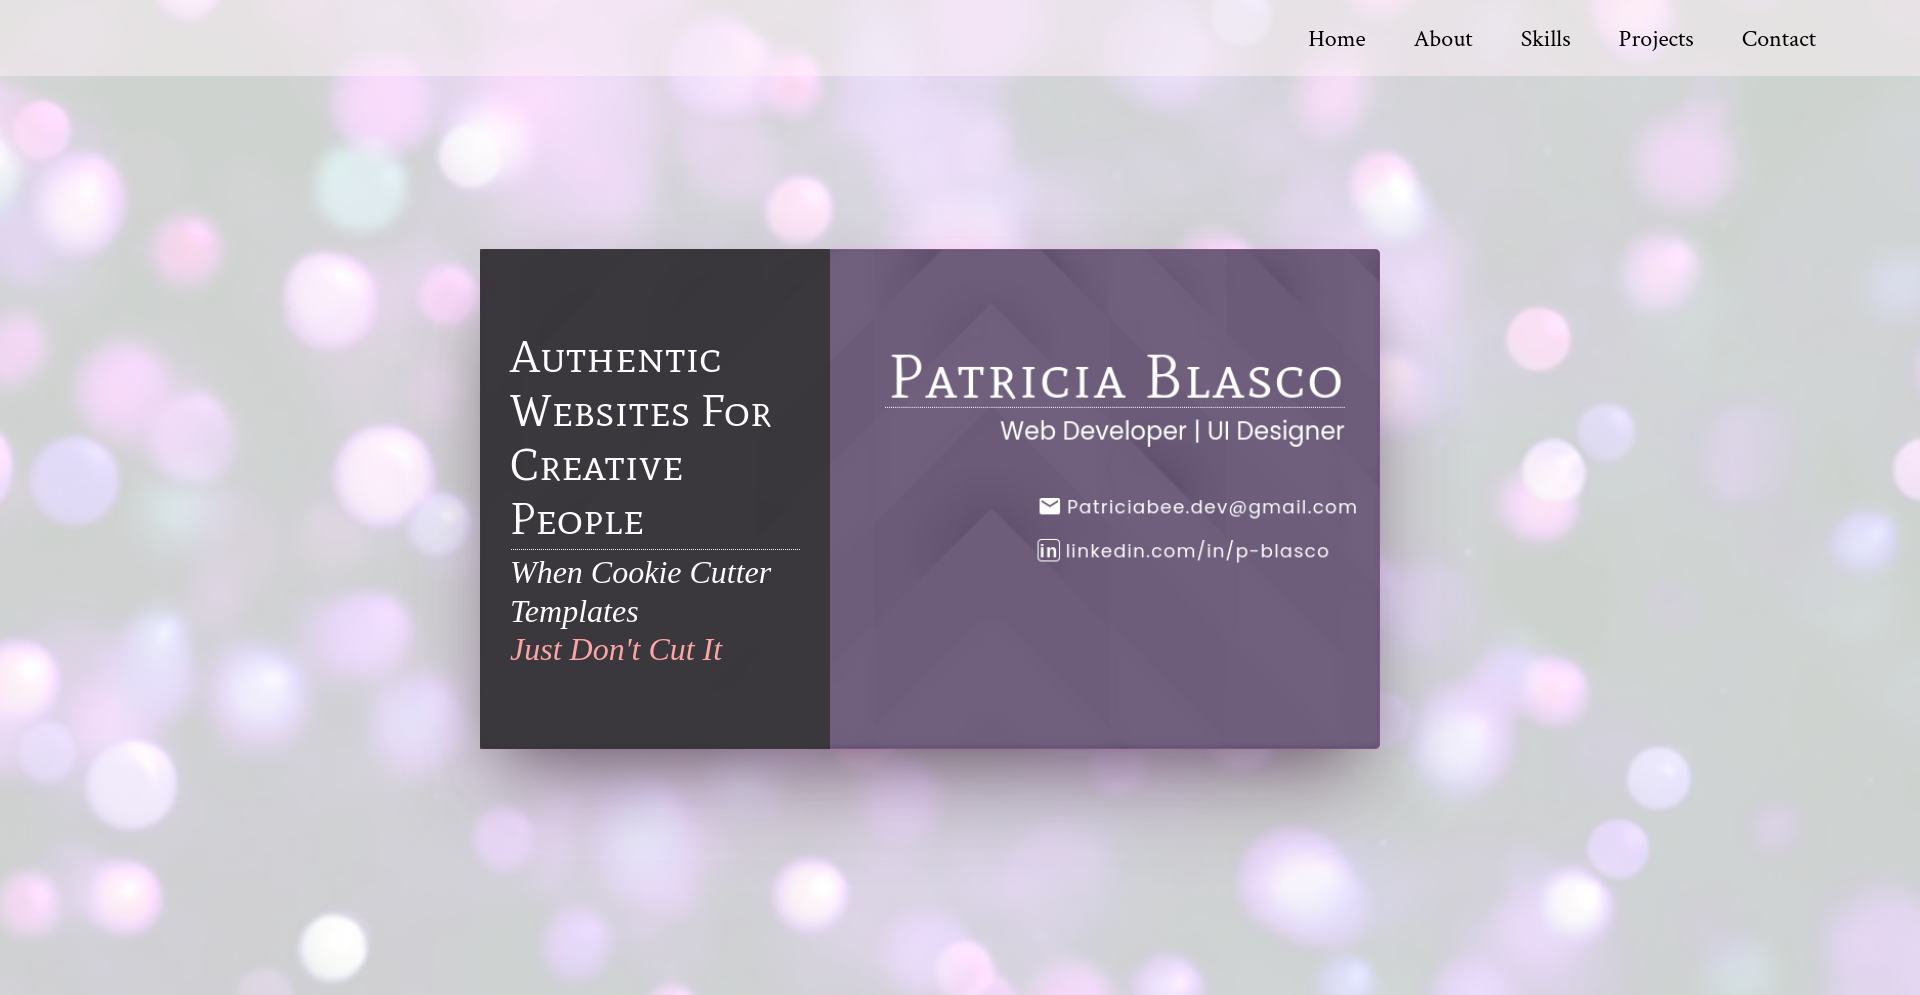 Home About Skills Projects Contact
Authentic
Websites For
Creative
People
When Cookie Cutter
Templates
Just Don't Cut It
Patricia Blasco
Web Developer | UI Designer
Patriciabee.dev@gmail.com
in linkedin.com/in/p-blasco